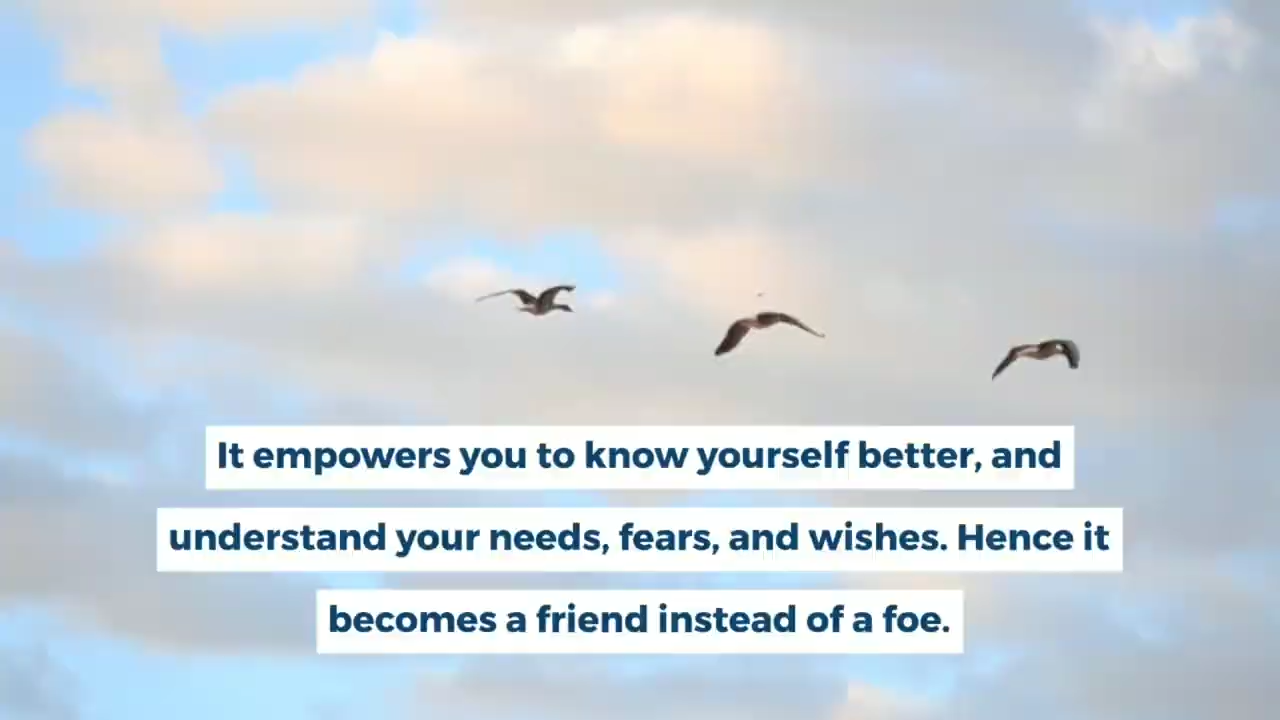 It empowers you to know yourself better, and
understand your needs, fears, and wishes. Hence it
becomes a friend instead of a foe.